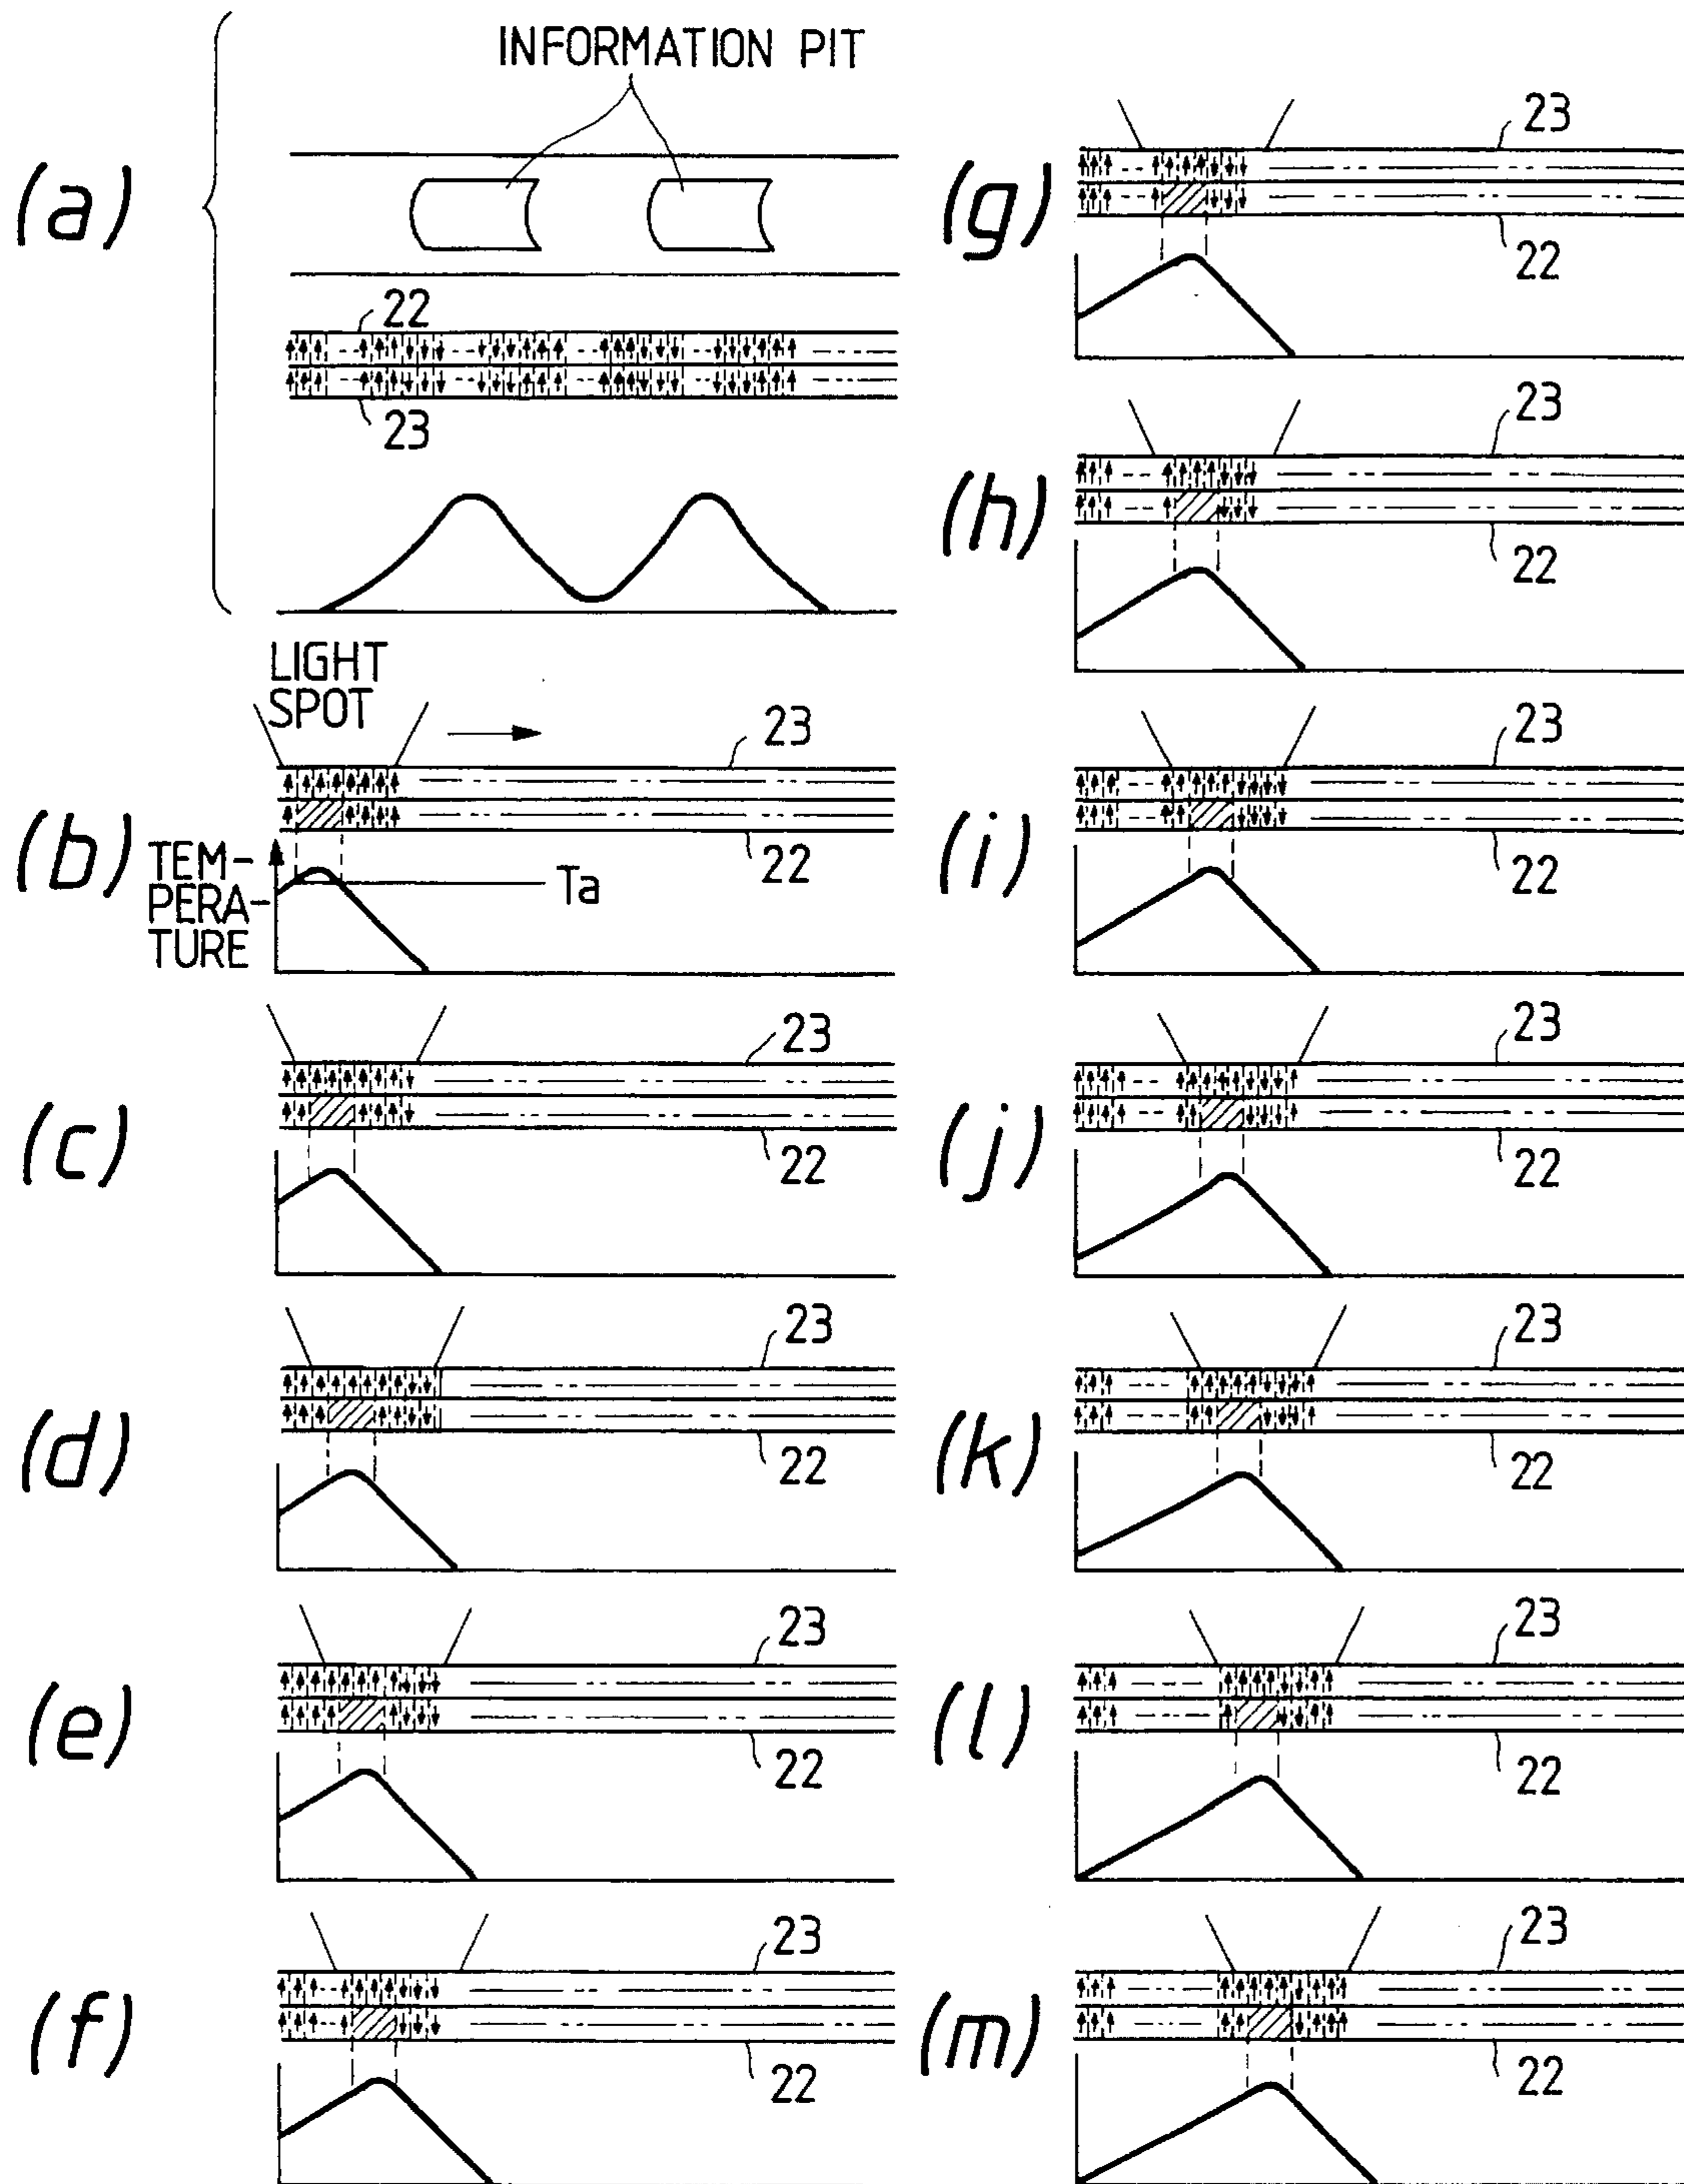 (a)
INFORMATION PIT
22
23
(b)
LIGHT
SPOT
23
22
TEM-
PERA-
TURE
Ta
(c)
23
22
(d)
23
22
(e)
23
22
(f)
23
22
(g)
23
22
(h)
23
22
(i)
23
22
(j)
23
22
(k)
23
22
(l)
23
22
(m)
23
22